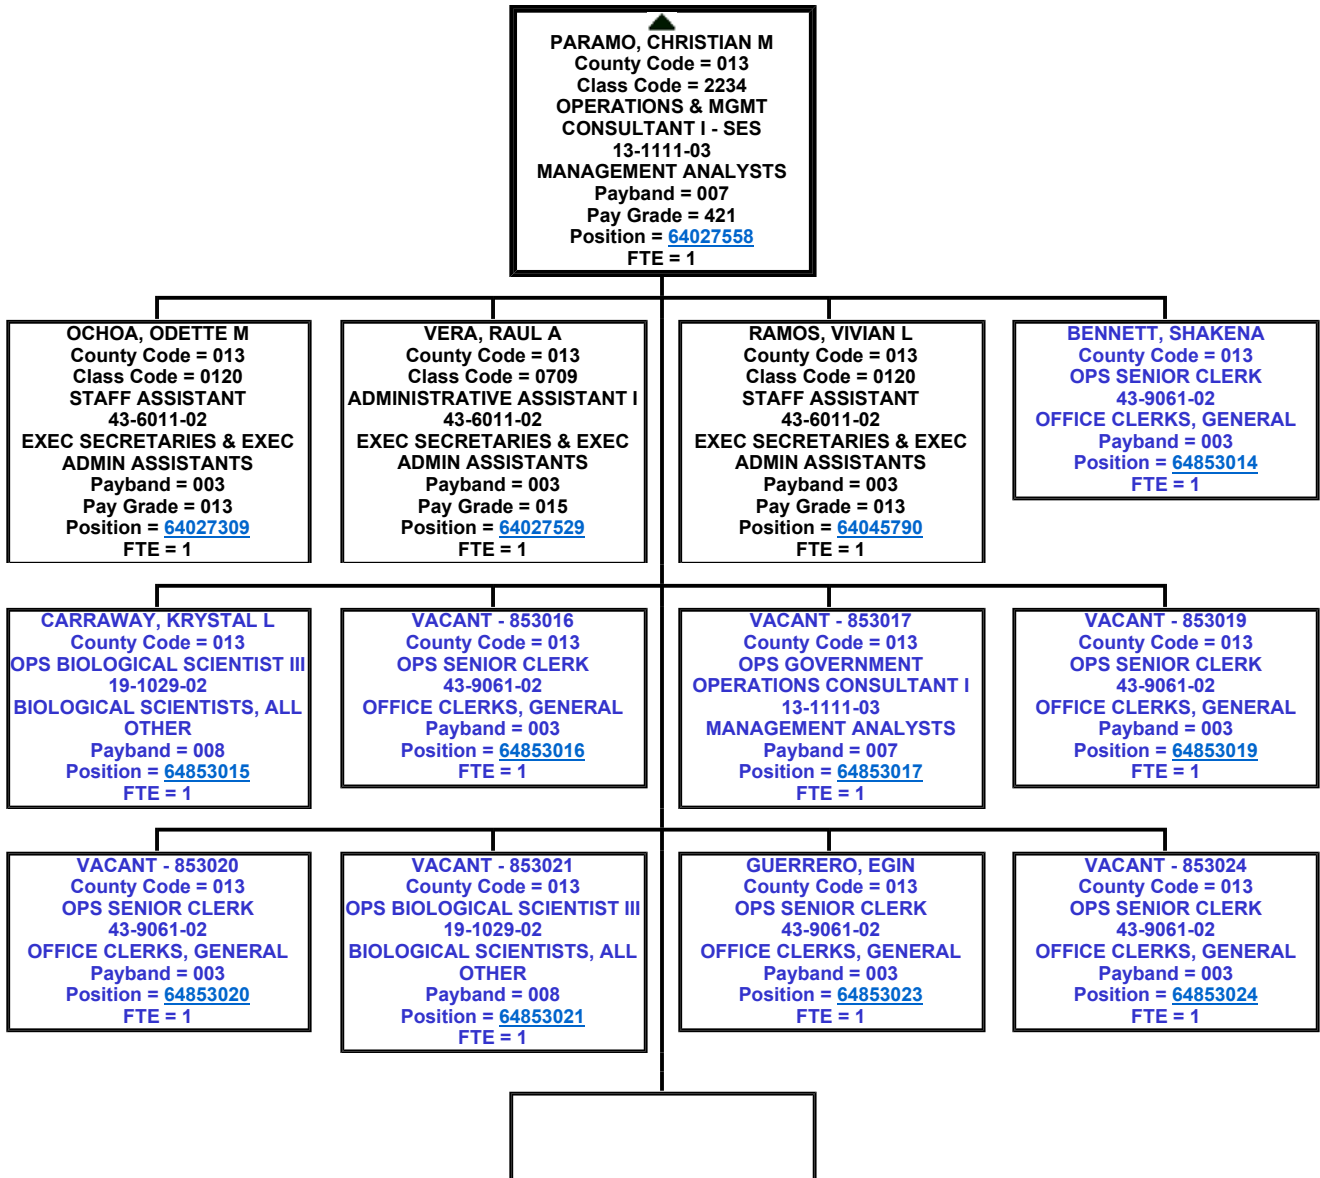 PARAMO, CHRISTIAN M
County Code = 013
Class Code = 2234
OPERATIONS & MGMT
CONSULTANT I - SES
13-1111-03
MANAGEMENT ANALYSTS
Payband = 007
Pay Grade = 421
Position = 64027558
FTE = 1
OCHOA, ODETTE M
County Code = 013
Class Code = 0120
STAFF ASSISTANT
43-6011-02
EXEC SECRETARIES & EXEC
ADMIN ASSISTANTS
Payband = 003
Pay Grade = 013
Position = 64027309
FTE = 1
VERA, RAUL A
County Code = 013
Class Code = 0709
ADMINISTRATIVE ASSISTANT I
43-6011-02
EXEC SECRETARIES & EXEC
ADMIN ASSISTANTS
Payband = 003
Pay Grade = 015
Position = 64027529
FTE = 1
RAMOS, VIVIAN L
County Code = 013
Class Code = 0120
STAFF ASSISTANT
43-6011-02
EXEC SECRETARIES & EXEC
ADMIN ASSISTANTS
Payband = 003
Pay Grade = 013
Position = 64045790
FTE = 1
BENNETT, SHAKENA
County Code = 013
OPS SENIOR CLERK
43-9061-02
OFFICE CLERKS, GENERAL
Payband = 003
Position = 64853014
FTE = 1
CARRAWAY, KRYSTAL L
County Code = 013
OPS BIOLOGICAL SCIENTIST III
19-1029-02
BIOLOGICAL SCIENTISTS, ALL
OTHER
Payband = 008
Position = 64853015
FTE = 1
VACANT - 853016
County Code = 013
OPS SENIOR CLERK
43-9061-02
OFFICE CLERKS, GENERAL
Payband = 003
Position = 64853016
FTE = 1
VACANT - 853017
County Code = 013
OPS GOVERNMENT
OPERATIONS CONSULTANT I
13-1111-03
MANAGEMENT ANALYSTS
Payband = 007
Position = 64853017
FTE = 1
VACANT - 853019
County Code = 013
OPS SENIOR CLERK
43-9061-02
OFFICE CLERKS, GENERAL
Payband = 003
Position = 64853019
FTE = 1
VACANT - 853020
County Code = 013
OPS SENIOR CLERK
43-9061-02
OFFICE CLERKS, GENERAL
Payband = 003
Position = 64853020
FTE = 1
VACANT - 853021
County Code = 013
OPS BIOLOGICAL SCIENTIST III
19-1029-02
BIOLOGICAL SCIENTISTS, ALL
OTHER
Payband = 008
Position = 64853021
FTE = 1
GUERRERO, EGIN
County Code = 013
OPS SENIOR CLERK
43-9061-02
OFFICE CLERKS, GENERAL
Payband = 003
Position = 64853023
FTE = 1
VACANT - 853024
County Code = 013
OPS SENIOR CLERK
43-9061-02
OFFICE CLERKS, GENERAL
Payband = 003
Position = 64853024
FTE = 1